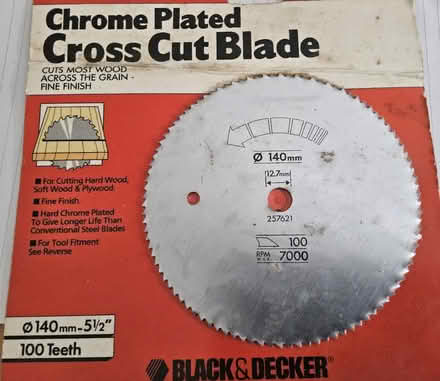 Chrome Plated
Cross Cut Blade
CUTS MOST WOOD
ACROSS THE GRAIN -
FINE FINISH
■ For Cutting Hard Wood,
Soft Wood & Plywood.
■ Fine Finish.
■ Hard Chrome Plated
To Give Longer Life Than
Conventional Steel Blades
■ For Tool Fitment
See Reverse
Ø 140mm-5½"
100 Teeth
Ø 140mm
12.7mm
257621
100
RPM MAX 7000
BLACK&DECKER®